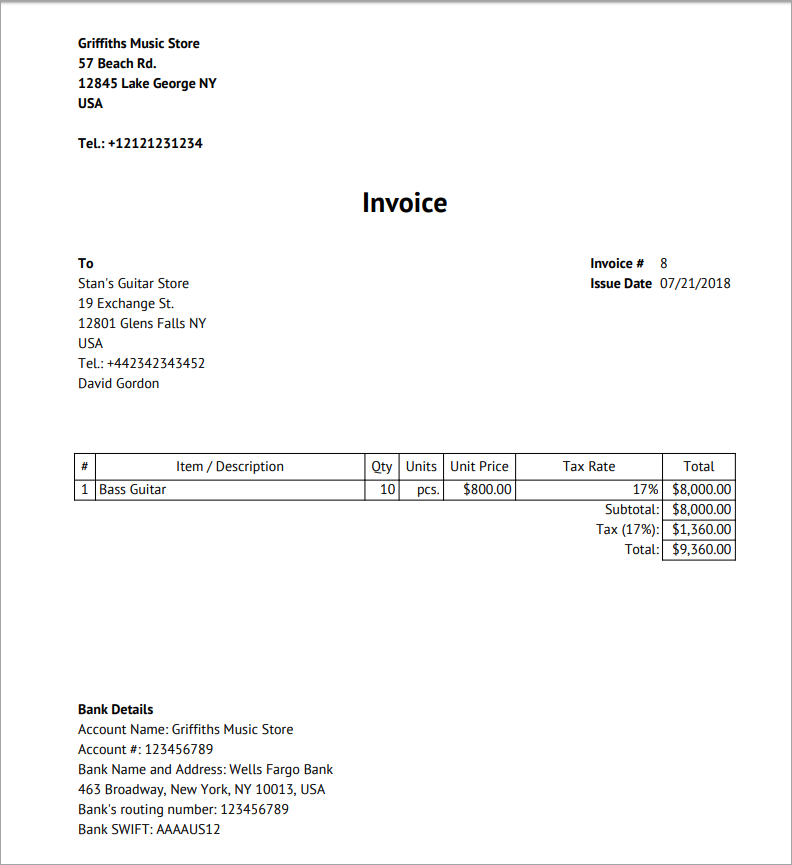 Griffiths Music Store
57 Beach Rd.
12845 Lake George NY
USA
Tel.: +12121231234
Invoice
To
Stan's Guitar Store
19 Exchange St.
12801 Glens Falls NY
USA
Tel.: +442342343452
David Gordon
Invoice # 8
Issue Date 07/21/2018
# Item / Description Qty Units Unit Price Tax Rate Total
1 Bass Guitar 10 pcs. $800.00 17% $8,000.00
Subtotal: $8,000.00
Tax (17%): $1,360.00
Total: $9,360.00
Bank Details
Account Name: Griffiths Music Store
Account #: 123456789
Bank Name and Address: Wells Fargo Bank
463 Broadway, New York, NY 10013, USA
Bank's routing number: 123456789
Bank SWIFT: AAAAUS12